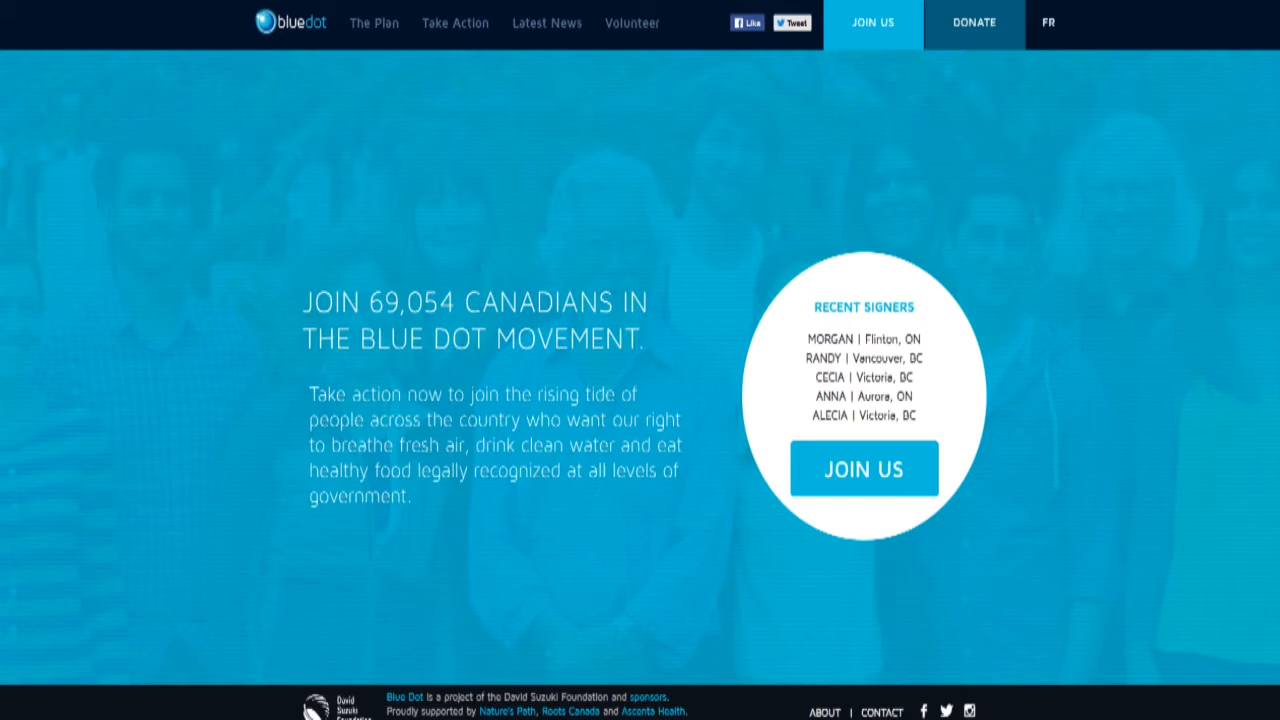 bluedot The Plan Take Action Latest News Volunteer Like Tweet JOIN US DONATE FR
JOIN 69,054 CANADIANS IN
THE BLUE DOT MOVEMENT.
Take action now to join the rising tide of
people across the country who want our right
to breathe fresh air, drink clean water and eat
healthy food legally recognized at all levels of
government.
RECENT SIGNERS
MORGAN | Flinton, ON
RANDY | Vancouver, BC
CECIA | Victoria, BC
ANNA | Aurora, ON
ALECIA | Victoria, BC
JOIN US
David
Suzuki
Foundation
Blue Dot is a project of the David Suzuki Foundation and sponsors.
Proudly supported by Nature's Path, Roots Canada and Ascenta Health.
ABOUT | CONTACT